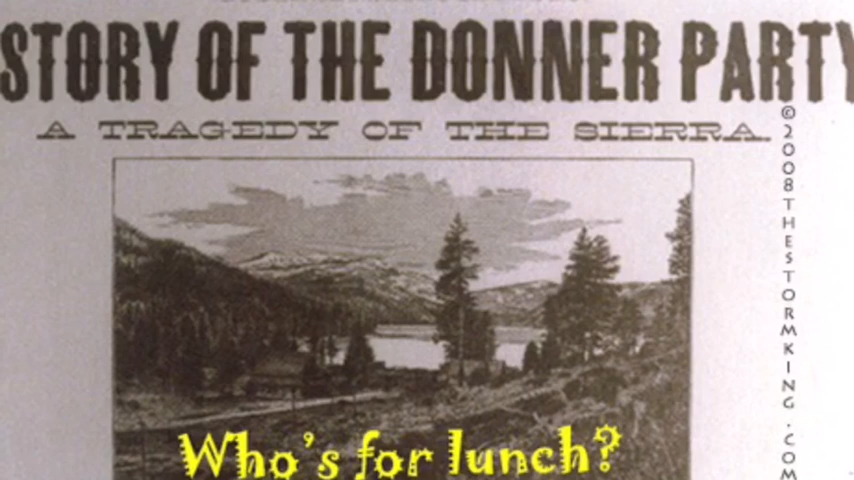 STORY OF THE DONNER PARTY
A TRAGEDY OF THE SIERRA.
©2008THESTORMKING.COM
Who's for lunch?